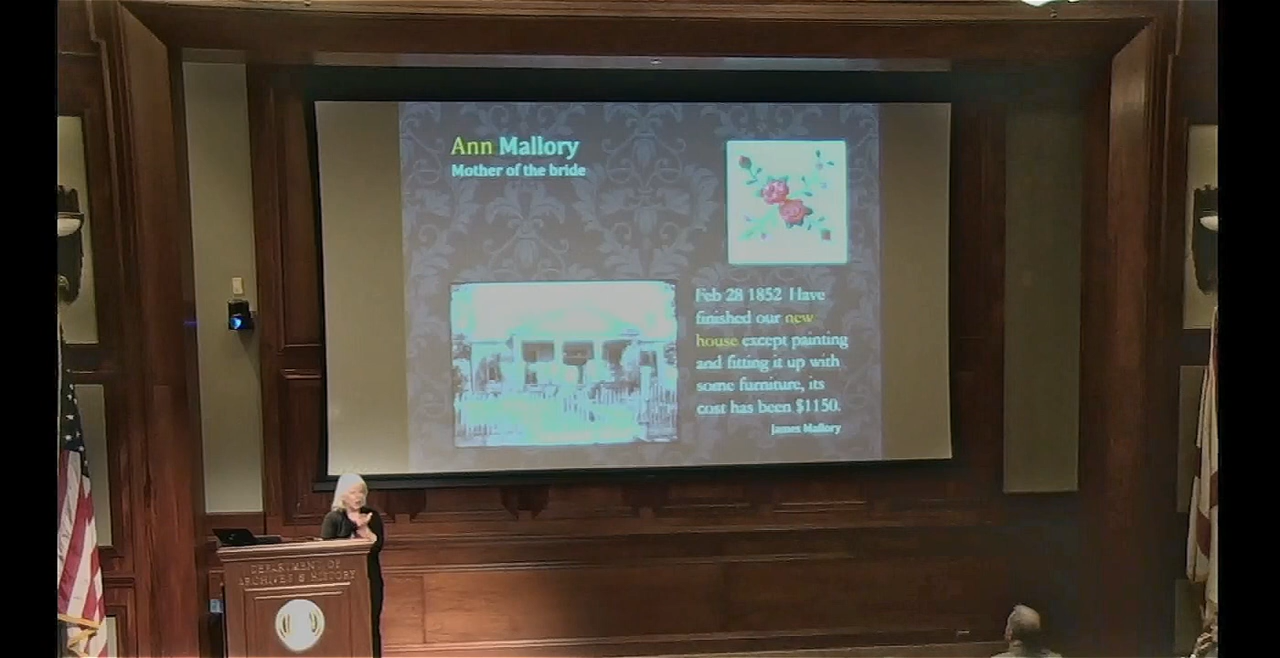 Ann Mallory
Mother of the bride
Feb 28 1852 Have
finished our new
house except painting
and fitting it up with
some furniture, its
cost has been $1150.
James Mallory
DEPARTMENT OF
ARCHIVES & HISTORY